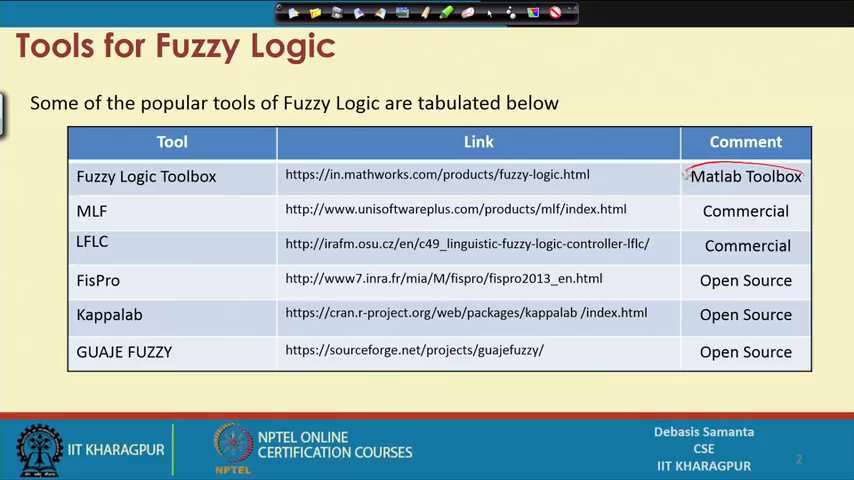 Tools for Fuzzy Logic
Some of the popular tools of Fuzzy Logic are tabulated below
Tool Link Comment
Fuzzy Logic Toolbox https://in.mathworks.com/products/fuzzy-logic.html Matlab Toolbox
MLF http://www.unisoftwareplus.com/products/mlf/index.html Commercial
LFLC http://irafm.osu.cz/en/c49_linguistic-fuzzy-logic-controller-lflc/ Commercial
FisPro http://www7.inra.fr/mia/M/fispro/fispro2013_en.html Open Source
Kappalab https://cran.r-project.org/web/packages/kappalab /index.html Open Source
GUAJE FUZZY https://sourceforge.net/projects/guajefuzzy/ Open Source
IIT KHARAGPUR
NPTEL
NPTEL ONLINE
CERTIFICATION COURSES
Debasis Samanta
CSE
IIT KHARAGPUR
2